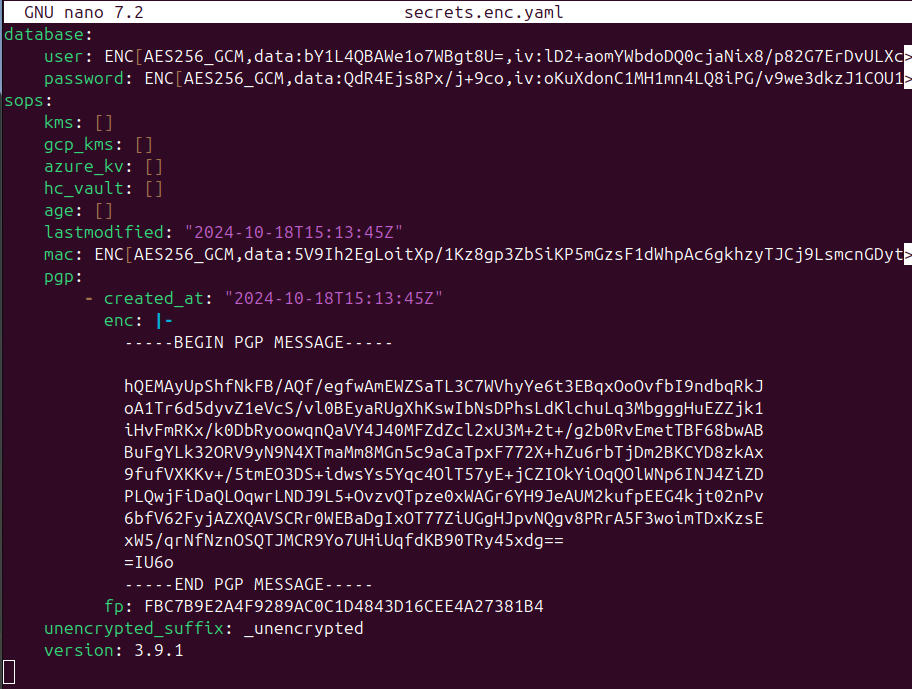 GNU nano 7.2 secrets.enc.yaml
database:
    user: ENC[AES256_GCM,data:bY1L4QBAWe1o7WBgt8U=,iv:lD2+aomYWbdoDQ0cjaNix8/p82G7ErDvULXc>
    password: ENC[AES256_GCM,data:QdR4Ejs8Px/j+9co,iv:oKuXdonC1MH1mn4LQ8iPG/v9we3dkzJ1COU1>
sops:
    kms: []
    gcp_kms: []
    azure_kv: []
    hc_vault: []
    age: []
    lastmodified: "2024-10-18T15:13:45Z"
    mac: ENC[AES256_GCM,data:5V9Ih2EgLoitXp/1Kz8gp3ZbSiKP5mGzsF1dWhpAc6gkhzyTJCj9LsmcnGDyt>
    pgp:
        - created_at: "2024-10-18T15:13:45Z"
          enc: |-
            -----BEGIN PGP MESSAGE-----

            hQEMAyUpShfNkFB/AQf/egfwAmEWZSaTL3C7WVhyYe6t3EBqxOoOvfbI9ndbqRkJ
            oA1Tr6d5dyvZ1eVcS/vl0BEyaRUgXhKswIbNsDPhsLdKlchuLq3MbgggHuEZZjk1
            iHvFmRKx/k0DbRyoowqnQaVY4J40MFZdZcl2xU3M+2t+/g2b0RvEmetTBF68bwAB
            BuFgYLk32ORV9yN9N4XTmaMm8MGn5c9aCaTpxF772X+hZu6rbTjDm2BKCYD8zkAx
            9fufVXKKv+/5tmEO3DS+idwsYs5Yqc4OlT57yE+jCZIOkYiOqQOlWNp6INJ4ZiZD
            PLQwjFiDaQLOqwrLNDJ9L5+OvzvQTpze0xWAGr6YH9JeAUM2kufpEEG4kjt02nPv
            6bfV62FyjAZXQAVSCRr0WEBaDgIxOT77ZiUGgHJpvNQgv8PRrA5F3woimTDxKzsE
            xW5/qrNfNznOSQTJMCR9Yo7UHiUqfdKB90TRy45xdg==
            =IU6o
            -----END PGP MESSAGE-----
          fp: FBC7B9E2A4F9289AC0C1D4843D16CEE4A27381B4
    unencrypted_suffix: _unencrypted
    version: 3.9.1